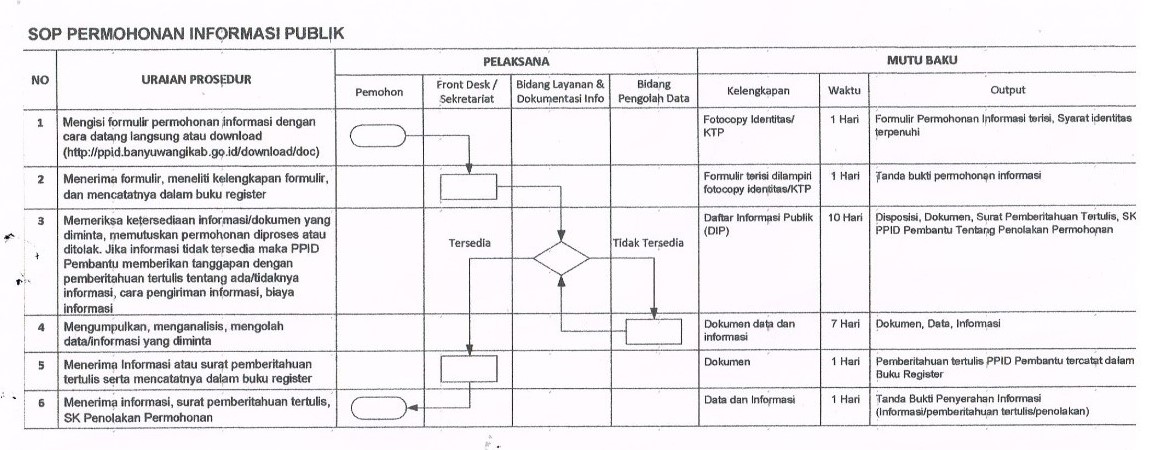 SOP PERMOHONAN INFORMASI PUBLIK
NO
URAIAN PROSEDUR
PELAKSANA
MUTU BAKU
Pemohon
Front Desk /
Sekretariat
Bidang Layanan &
Dokumentasi Info
Bidang
Pengolah Data
Kelengkapan
Waktu
Output
1
Mengisi formulir permohonan informasi dengan
cara datang langsung atau download
(http://ppid.banyuwangikab.go.id/download/doc)
Fotocopy Identitas/
KTP
1 Hari
Formulir Permohonan Informasi terisi, Syarat identitas
terpenuhi
2
Menerima formulir, meneliti kelengkapan formulir,
dan mencatatnya dalam buku register
Formulir terisi dilampiri
fotocopy identitas/KTP
1 Hari
Tanda bukti permohonan informasi
3
Memeriksa ketersediaan informasi/dokumen yang
diminta, memutuskan permohonan diproses atau
ditolak. Jika informasi tidak tersedia maka PPID
Pembantu memberikan tanggapan dengan
pemberitahuan tertulis tentang ada/tidaknya
informasi, cara pengiriman informasi, biaya
informasi
Tersedia
Tidak Tersedia
Daftar Informasi Publik
(DIP)
10 Hari
Disposisi, Dokumen, Surat Pemberitahuan Tertulis, SK
PPID Pembantu Tentang Penolakan Permohonan
4
Mengumpulkan, menganalisis, mengolah
data/informasi yang diminta
Dokumen data dan
informasi
7 Hari
Dokumen, Data, Informasi
5
Menerima Informasi atau surat pemberitahuan
tertulis serta mencatatnya dalam buku register
Dokumen
1 Hari
Pemberitahuan tertulis PPID Pembantu tercatat dalam
Buku Register
6
Menerima informasi, surat pemberitahuan tertulis,
SK Penolakan Permohonan
Data dan Informasi
1 Hari
Tanda Bukti Penyerahan Informasi
(Informasi/pemberitahuan tertulis/penolakan)